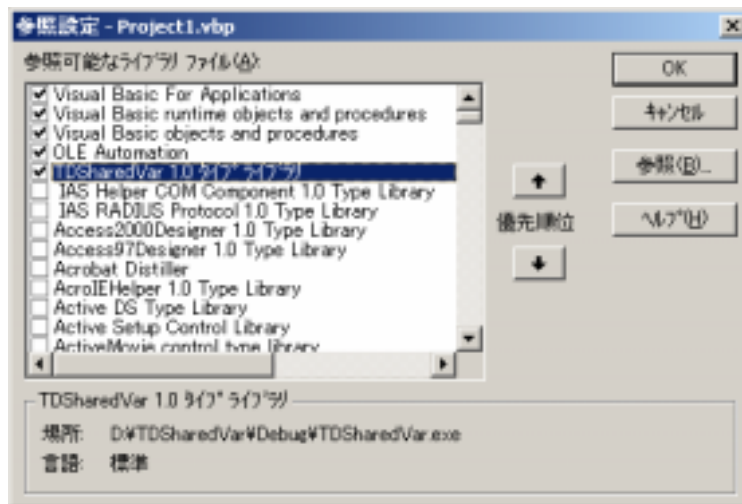 参照設定 - Project1.vbp
参照可能なﾗｲﾌﾞﾗﾘ ﾌｧｲﾙ(A):
Visual Basic For Applications
Visual Basic runtime objects and procedures
Visual Basic objects and procedures
OLE Automation
TDSharedVar 1.0 ﾀｲﾌﾟ ﾗｲﾌﾞﾗﾘ
IAS Helper COM Component 1.0 Type Library
IAS RADIUS Protocol 1.0 Type Library
Access2000Designer 1.0 Type Library
Access97Designer 1.0 Type Library
Acrobat Distiller
AcroIEHelper 1.0 Type Library
Active DS Type Library
Active Setup Control Library
ActiveMovie control type library
優先順位
OK
ｷｬﾝｾﾙ
参照(B)...
ﾍﾙﾌﾟ(H)
TDSharedVar 1.0 ﾀｲﾌﾟ ﾗｲﾌﾞﾗﾘ
場所: D:¥TDSharedVar¥Debug¥TDSharedVar.exe
言語: 標準